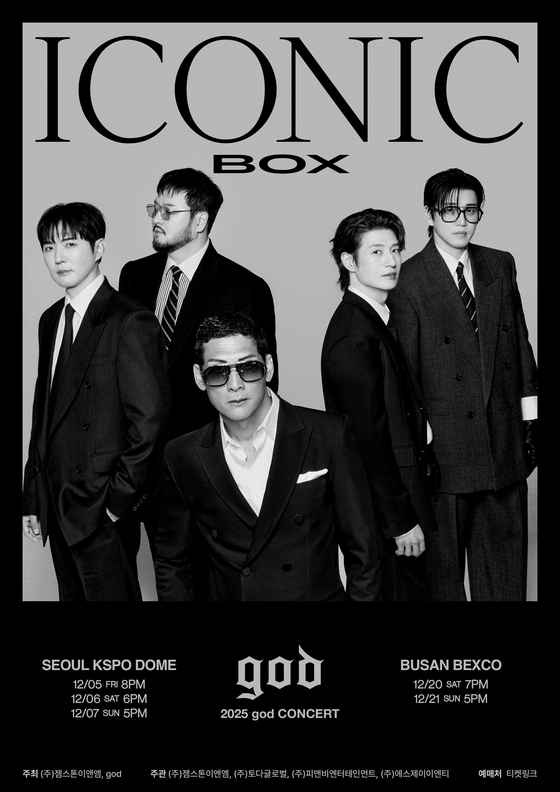 ICONIC
BOX
SEOUL KSPO DOME
12/05 FRI 8PM
12/06 SAT 6PM
12/07 SUN 5PM
god
2025 god CONCERT
BUSAN BEXCO
12/20 SAT 7PM
12/21 SUN 5PM
주최 (주)젬스톤이앤엠, god
주관 (주)젬스톤이앤엠, (주)토다글로벌, (주)피앤비엔터테인먼트, (주)에스제이이엔티
예매처 티켓링크